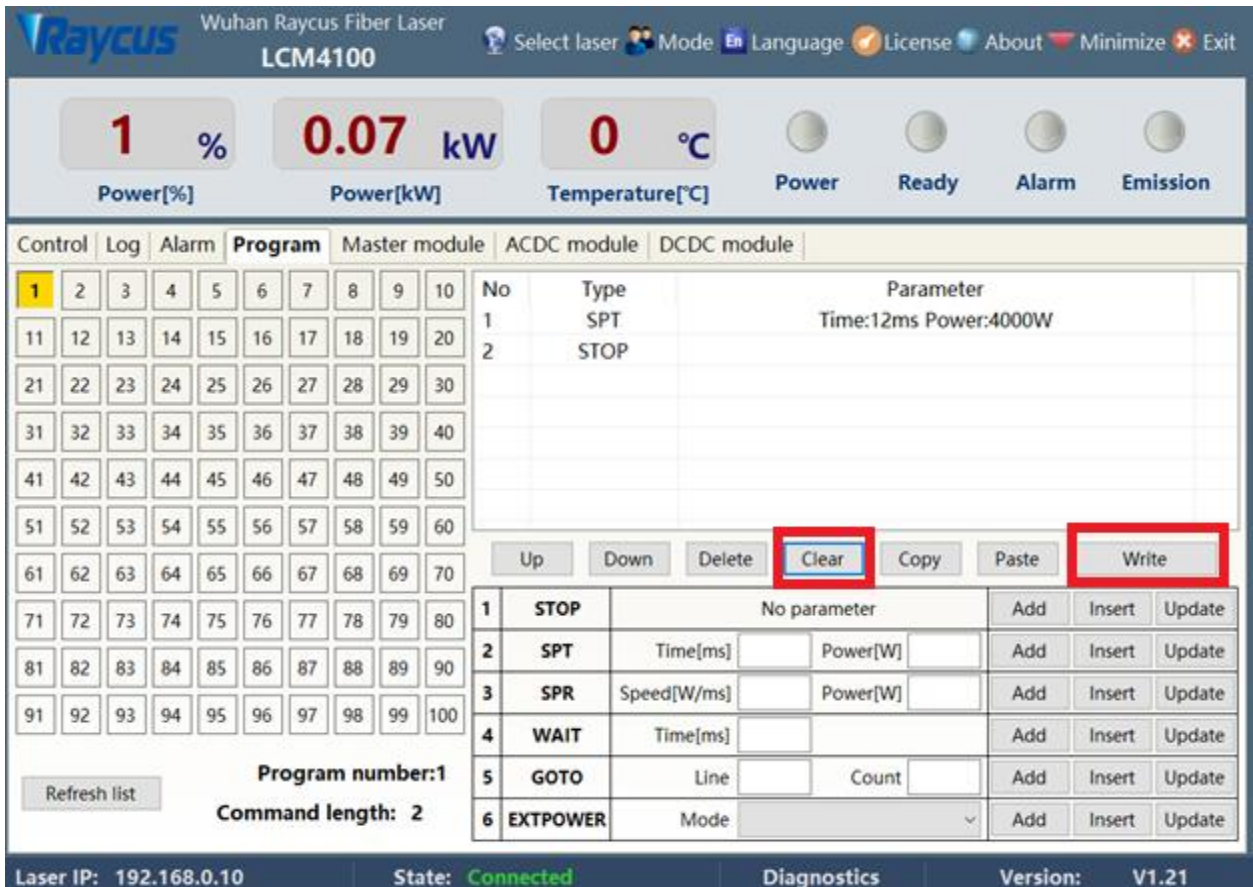 Raycus
Wuhan Raycus Fiber Laser
LCM4100
Select laser Mode En Language License About Minimize Exit
1 % 0.07 kW 0 ℃
Power[%] Power[kW] Temperature[℃] Power Ready Alarm Emission
Control Log Alarm Program Master module ACDC module DCDC module
1 2 3 4 5 6 7 8 9 10
11 12 13 14 15 16 17 18 19 20
21 22 23 24 25 26 27 28 29 30
31 32 33 34 35 36 37 38 39 40
41 42 43 44 45 46 47 48 49 50
51 52 53 54 55 56 57 58 59 60
61 62 63 64 65 66 67 68 69 70
71 72 73 74 75 76 77 78 79 80
81 82 83 84 85 86 87 88 89 90
91 92 93 94 95 96 97 98 99 100
Refresh list
Program number:1
Command length: 2
No Type Parameter
1 SPT Time:12ms Power:4000W
2 STOP
Up Down Delete Clear Copy Paste Write
1 STOP No parameter Add Insert Update
2 SPT Time[ms] Power[W] Add Insert Update
3 SPR Speed[W/ms] Power[W] Add Insert Update
4 WAIT Time[ms] Add Insert Update
5 GOTO Line Count Add Insert Update
6 EXTPOWER Mode Add Insert Update
Laser IP: 192.168.0.10 State: Connected Diagnostics Version: V1.21